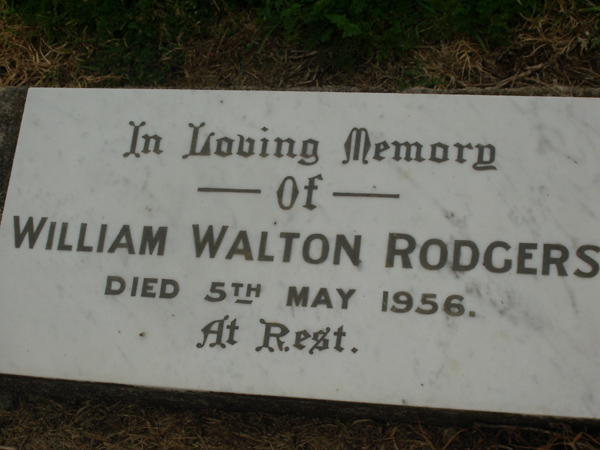 In Loving Memory
— Of —
WILLIAM WALTON RODGERS
DIED 5TH MAY 1956.
At Rest.